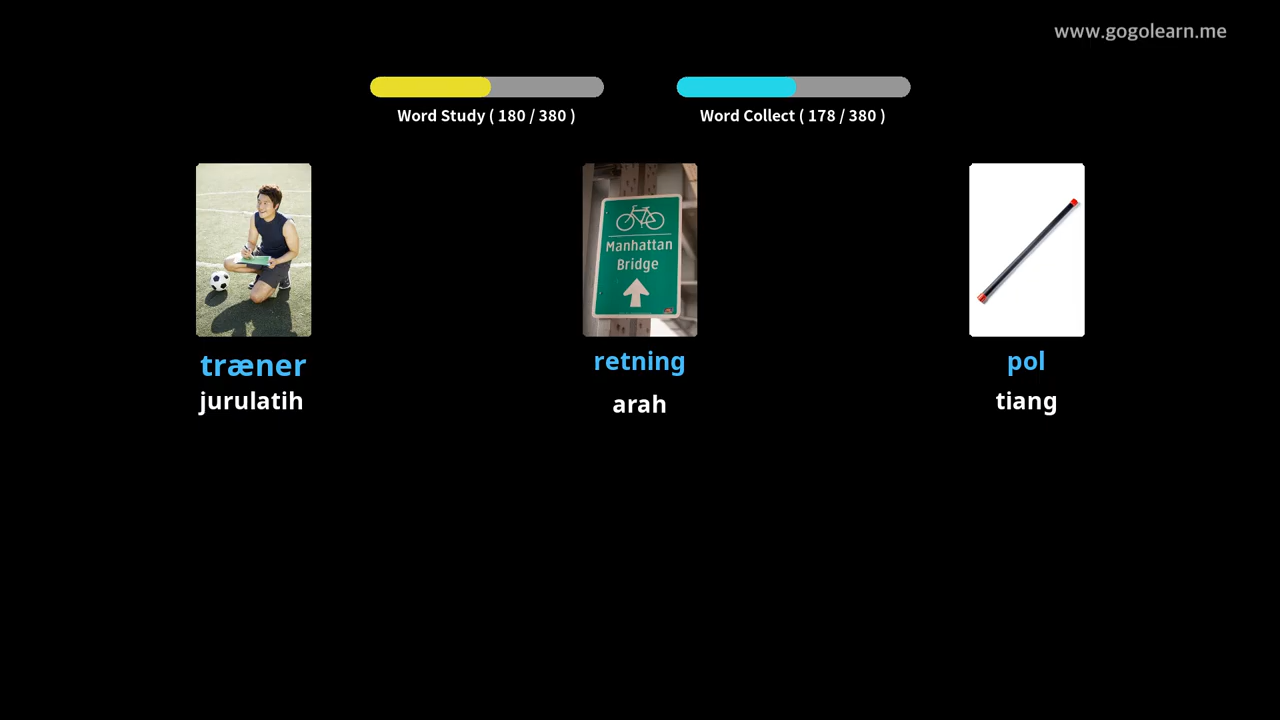 www.gogolearn.me
Word Study ( 180 / 380 )
Word Collect ( 178 / 380 )
Manhattan
Bridge
træner
retning
pol
jurulatih
arah
tiang